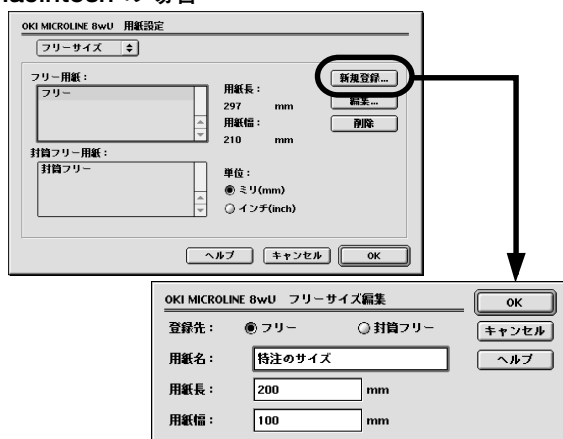 Macintosh の場合
OKI MICROLINE 8wU 用紙設定
フリーサイズ
フリー用紙：
フリー
用紙長：
297 mm
用紙幅：
210 mm
新規登録...
編集...
削除
封筒フリー用紙：
封筒フリー
単位：
ミリ(mm)
インチ(inch)
ヘルプ キャンセル OK
OKI MICROLINE 8wU フリーサイズ編集
OK
登録先： フリー 封筒フリー
キャンセル
用紙名： 特注のサイズ
ヘルプ
用紙長： 200 mm
用紙幅： 100 mm